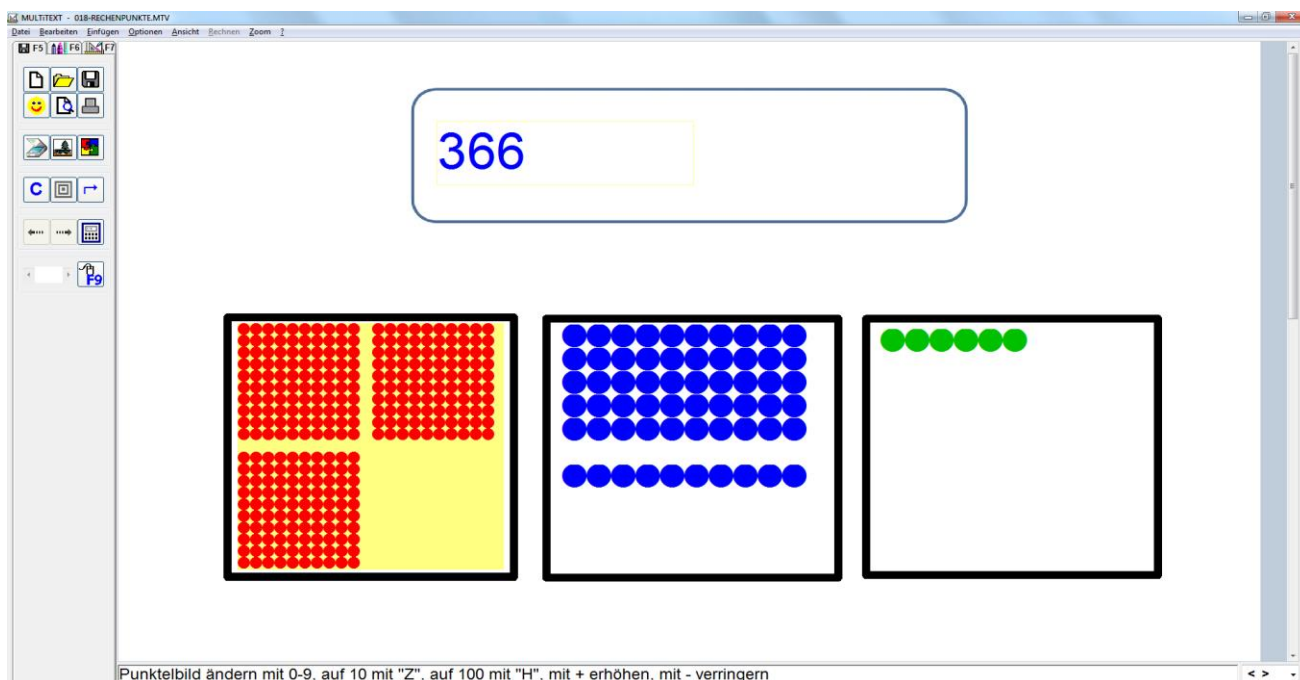 MULTiTEXT - 018-RECHENPUNKTE.MTV
Datei Bearbeiten Einfügen Optionen Ansicht Rechnen Zoom ?
F5 F6 F7
366
C
F9
Punktelbild ändern mit 0-9, auf 10 mit "Z", auf 100 mit "H", mit + erhöhen, mit - verringern
< >